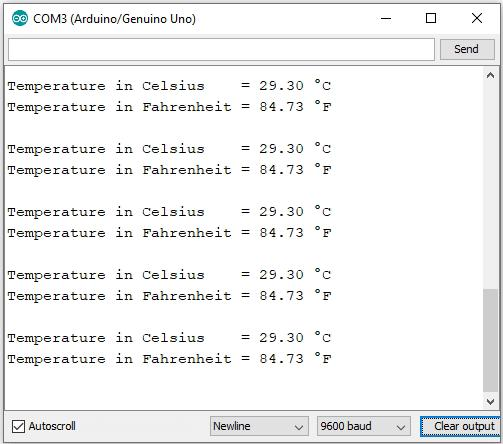 COM3 (Arduino/Genuino Uno)
Send
Temperature in Celsius    = 29.30 °C
Temperature in Fahrenheit = 84.73 °F
Temperature in Celsius    = 29.30 °C
Temperature in Fahrenheit = 84.73 °F
Temperature in Celsius    = 29.30 °C
Temperature in Fahrenheit = 84.73 °F
Temperature in Celsius    = 29.30 °C
Temperature in Fahrenheit = 84.73 °F
Temperature in Celsius    = 29.30 °C
Temperature in Fahrenheit = 84.73 °F
Autoscroll Newline 9600 baud Clear output